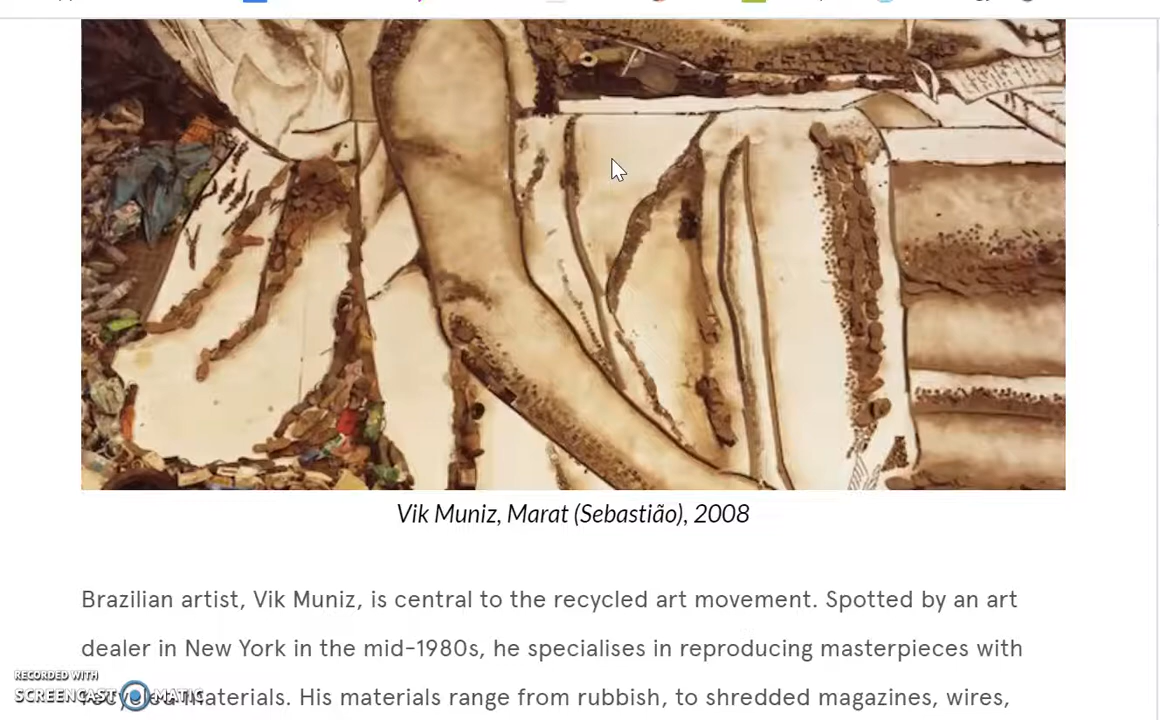 Vik Muniz, Marat (Sebastião), 2008
Brazilian artist, Vik Muniz, is central to the recycled art movement. Spotted by an art
dealer in New York in the mid-1980s, he specialises in reproducing masterpieces with
materials. His materials range from rubbish, to shredded magazines, wires,
RECORDED WITH
SCREENCAST MATIC